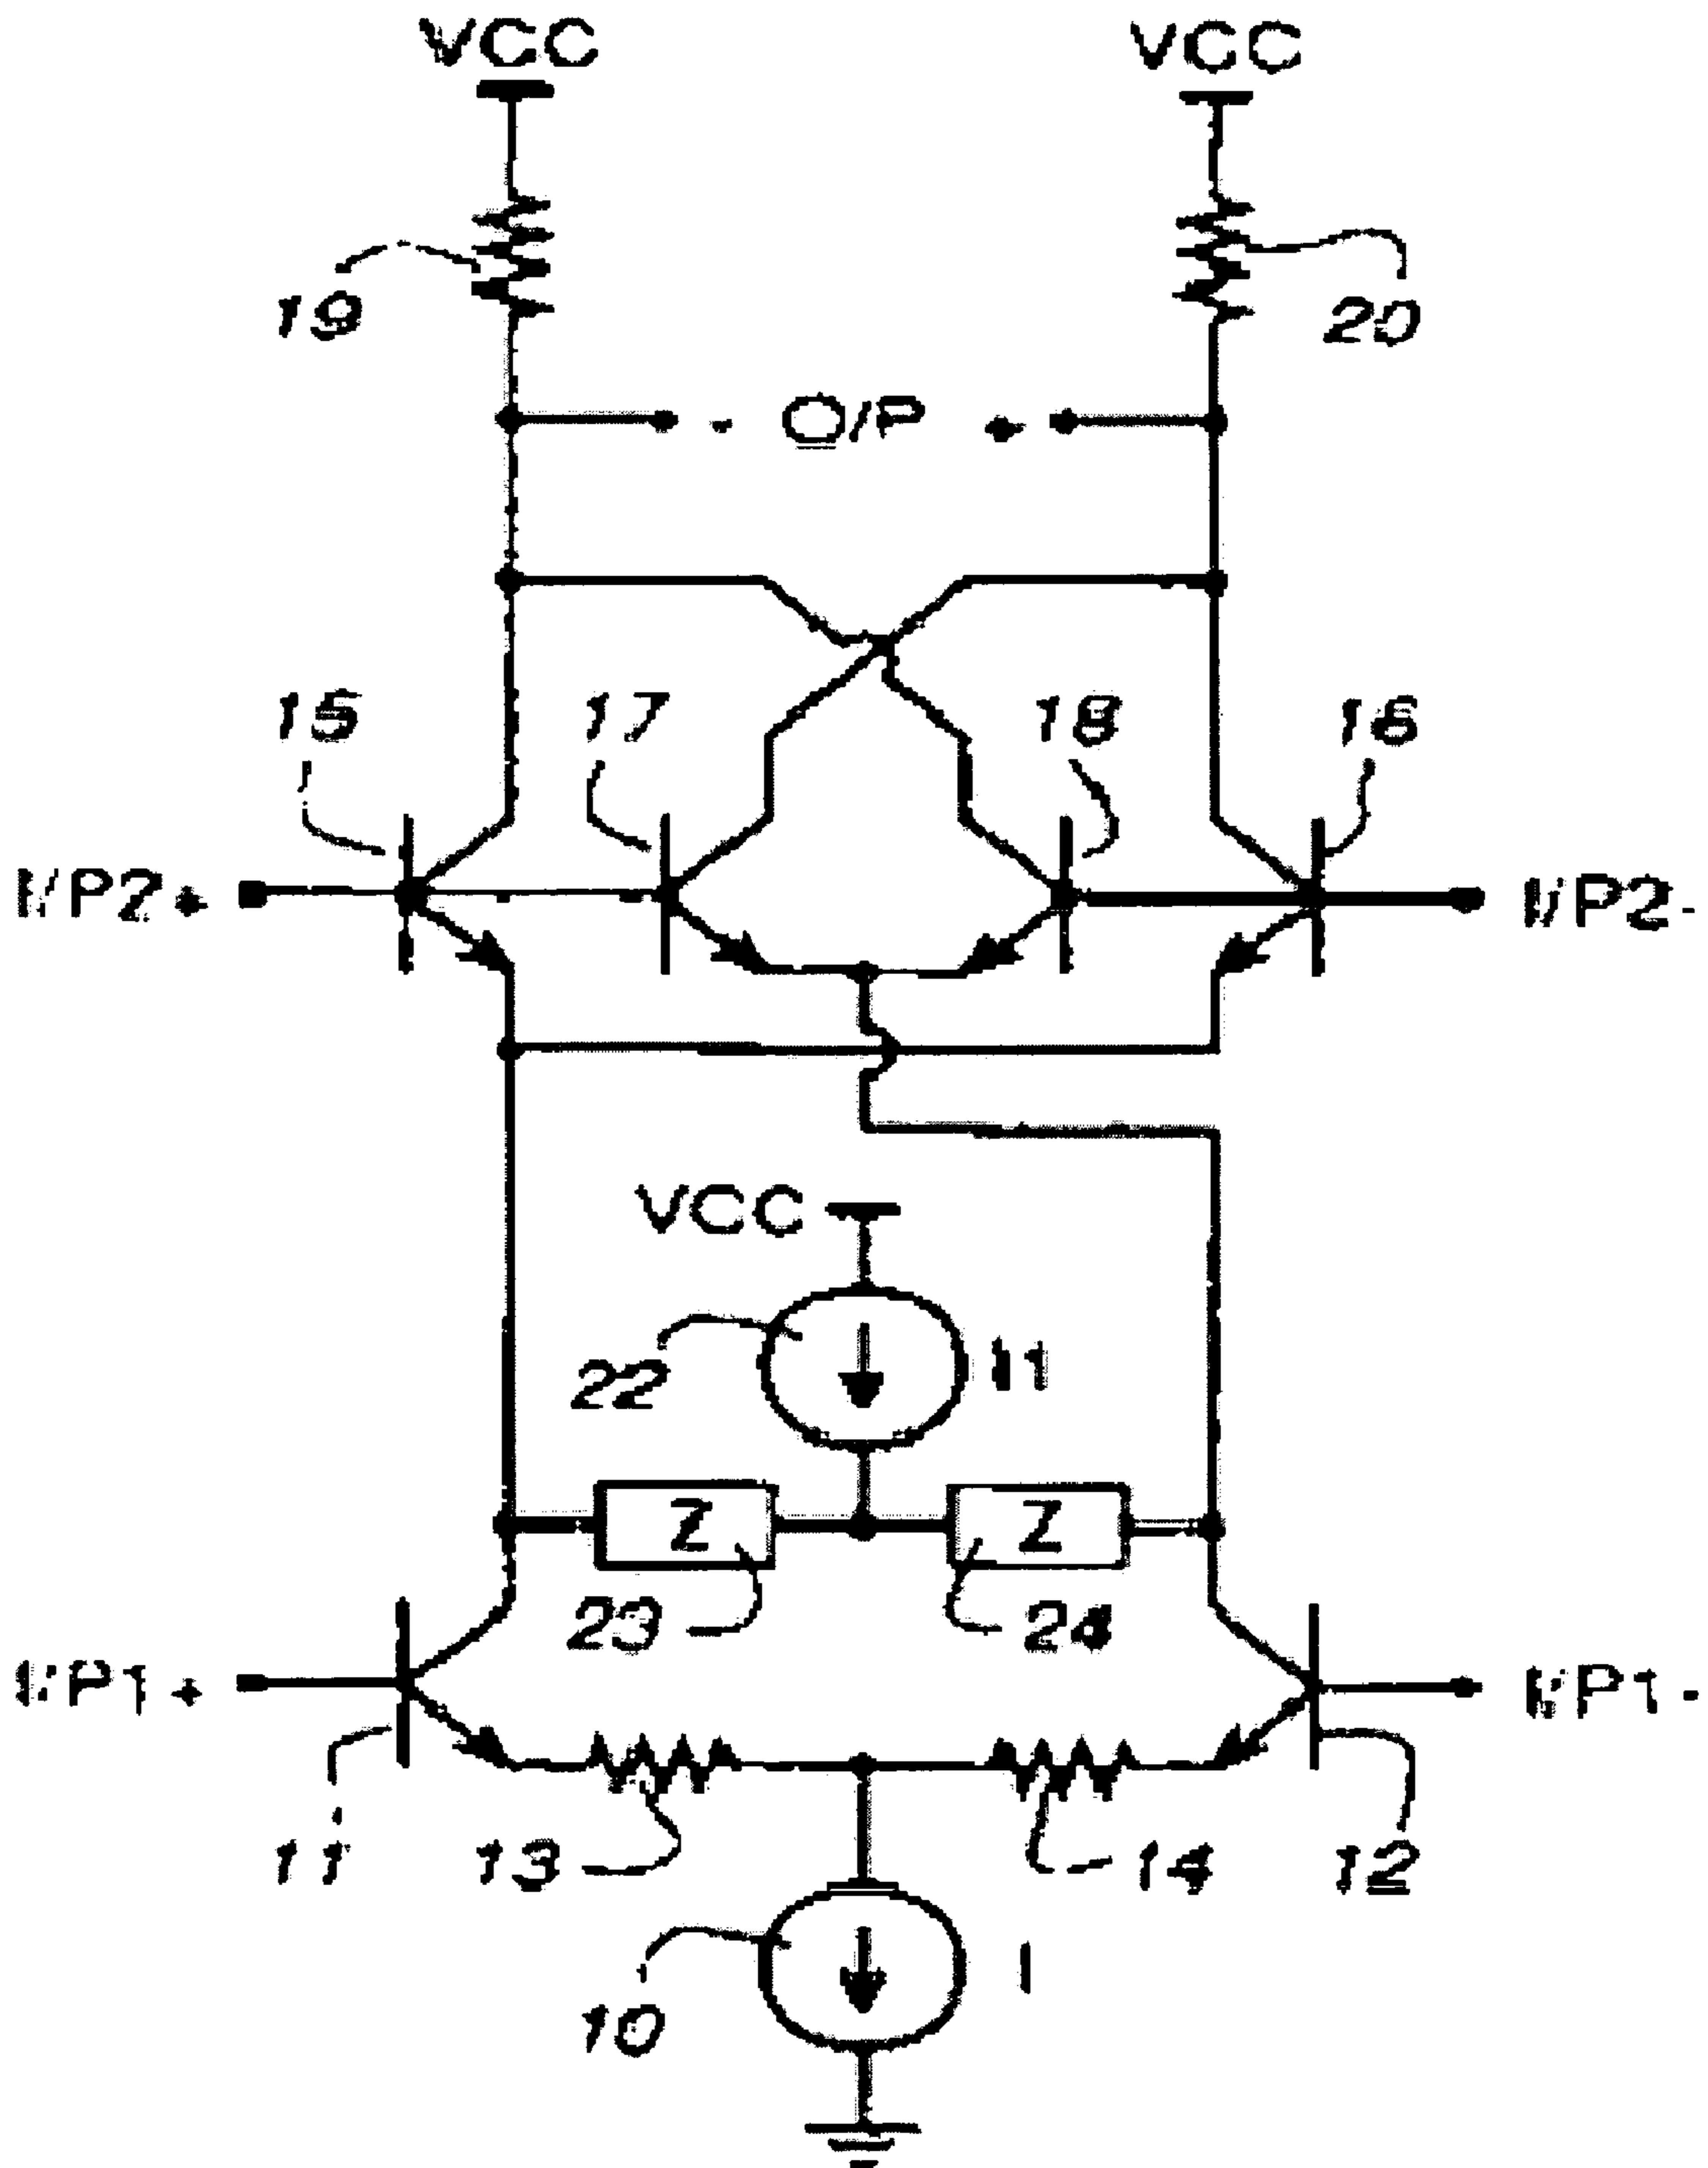 VCC VCC
19 20
- O/P +
15 17 18 16
I/P2+ I/P2-
VCC
22 I1
Z Z
23 24
I/P1+ I/P1-
11 13 14 12
10 I